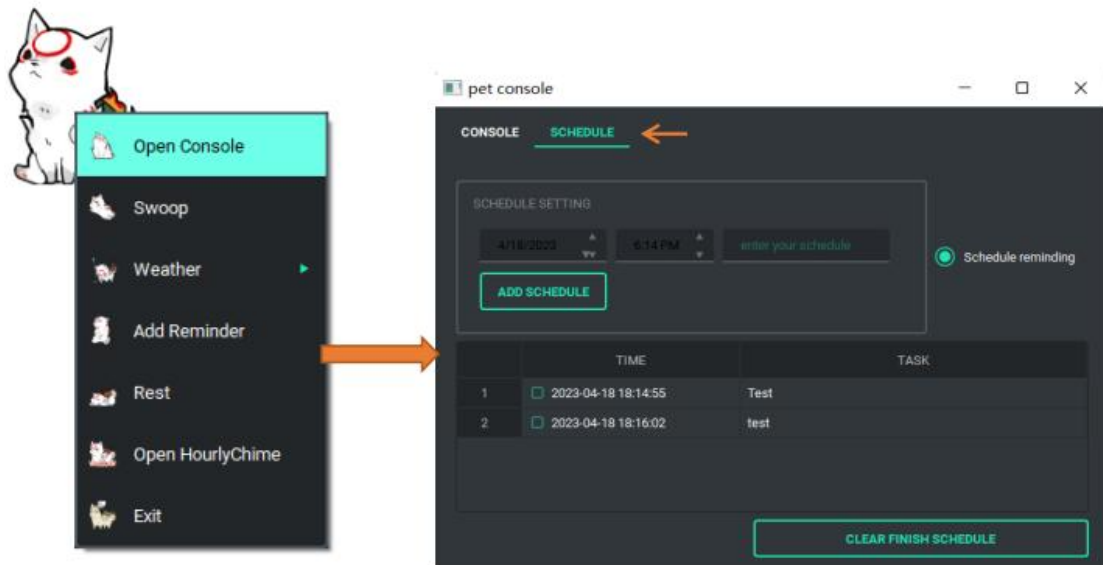 Open Console
Swoop
Weather
Add Reminder
Rest
Open HourlyChime
Exit
pet console
CONSOLE SCHEDULE
SCHEDULE SETTING
4/18/2023 6:14 PM enter your schedule
Schedule reminding
ADD SCHEDULE
TIME TASK
1 2023-04-18 18:14:55 Test
2 2023-04-18 18:16:02 test
CLEAR FINISH SCHEDULE